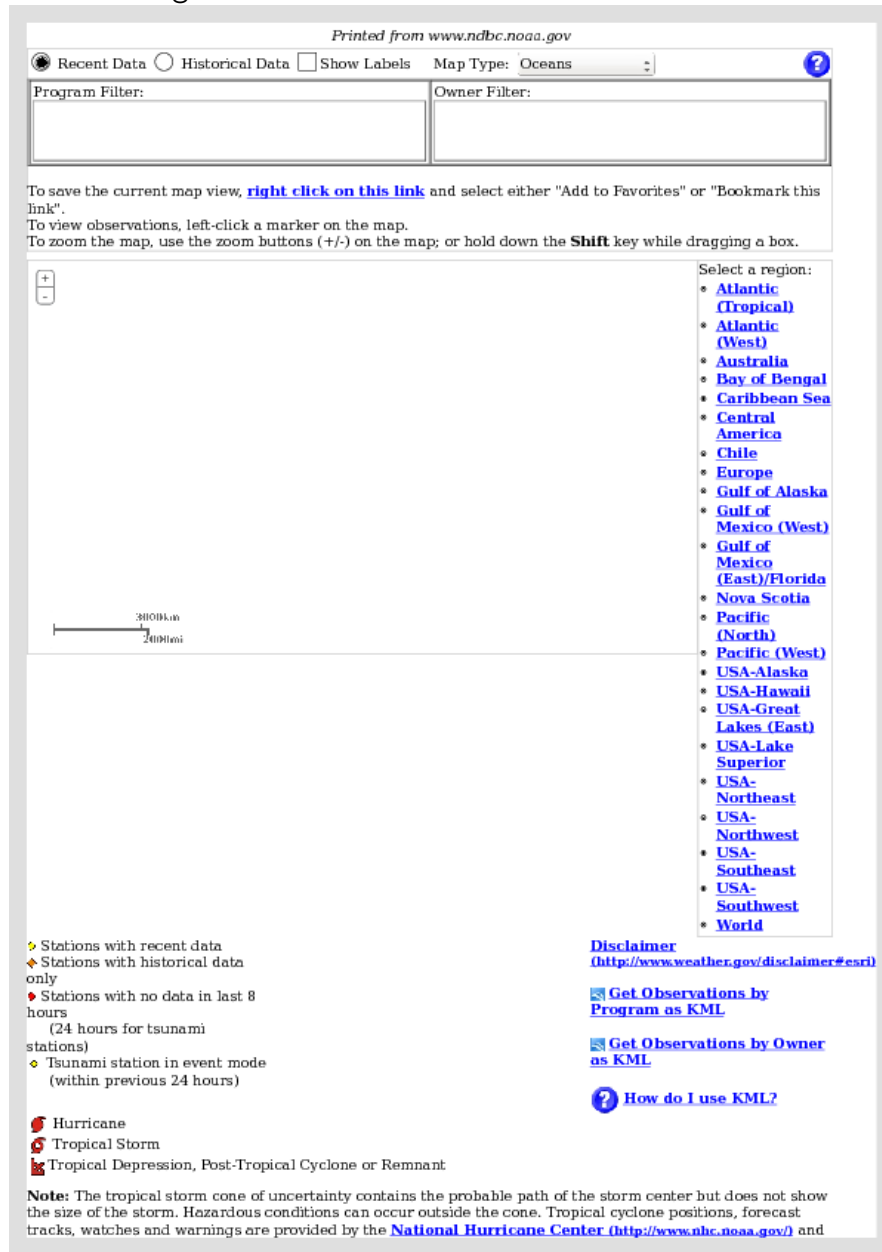 Printed from www.ndbc.noaa.gov
Recent Data Historical Data Show Labels Map Type: Oceans
Program Filter:
Owner Filter:
To save the current map view, right click on this link and select either "Add to Favorites" or "Bookmark this
link".
To view observations, left-click a marker on the map.
To zoom the map, use the zoom buttons (+/-) on the map; or hold down the Shift key while dragging a box.
+
-
3000km
2000mi
Select a region:
Atlantic
(Tropical)
Atlantic
(West)
Australia
Bay of Bengal
Caribbean Sea
Central
America
Chile
Europe
Gulf of Alaska
Gulf of
Mexico (West)
Gulf of
Mexico
(East)/Florida
Nova Scotia
Pacific
(North)
Pacific (West)
USA-Alaska
USA-Hawaii
USA-Great
Lakes (East)
USA-Lake
Superior
USA-
Northeast
USA-
Northwest
USA-
Southeast
USA-
Southwest
World
Stations with recent data
Stations with historical data
only
Stations with no data in last 8
hours
(24 hours for tsunami
stations)
Tsunami station in event mode
(within previous 24 hours)
Disclaimer
(http://www.weather.gov/disclaimer#esri)
Get Observations by
Program as KML
Get Observations by Owner
as KML
? How do I use KML?
Hurricane
Tropical Storm
Tropical Depression, Post-Tropical Cyclone or Remnant
Note: The tropical storm cone of uncertainty contains the probable path of the storm center but does not show
the size of the storm. Hazardous conditions can occur outside the cone. Tropical cyclone positions, forecast
tracks, watches and warnings are provided by the National Hurricane Center (http://www.nhc.noaa.gov/) and